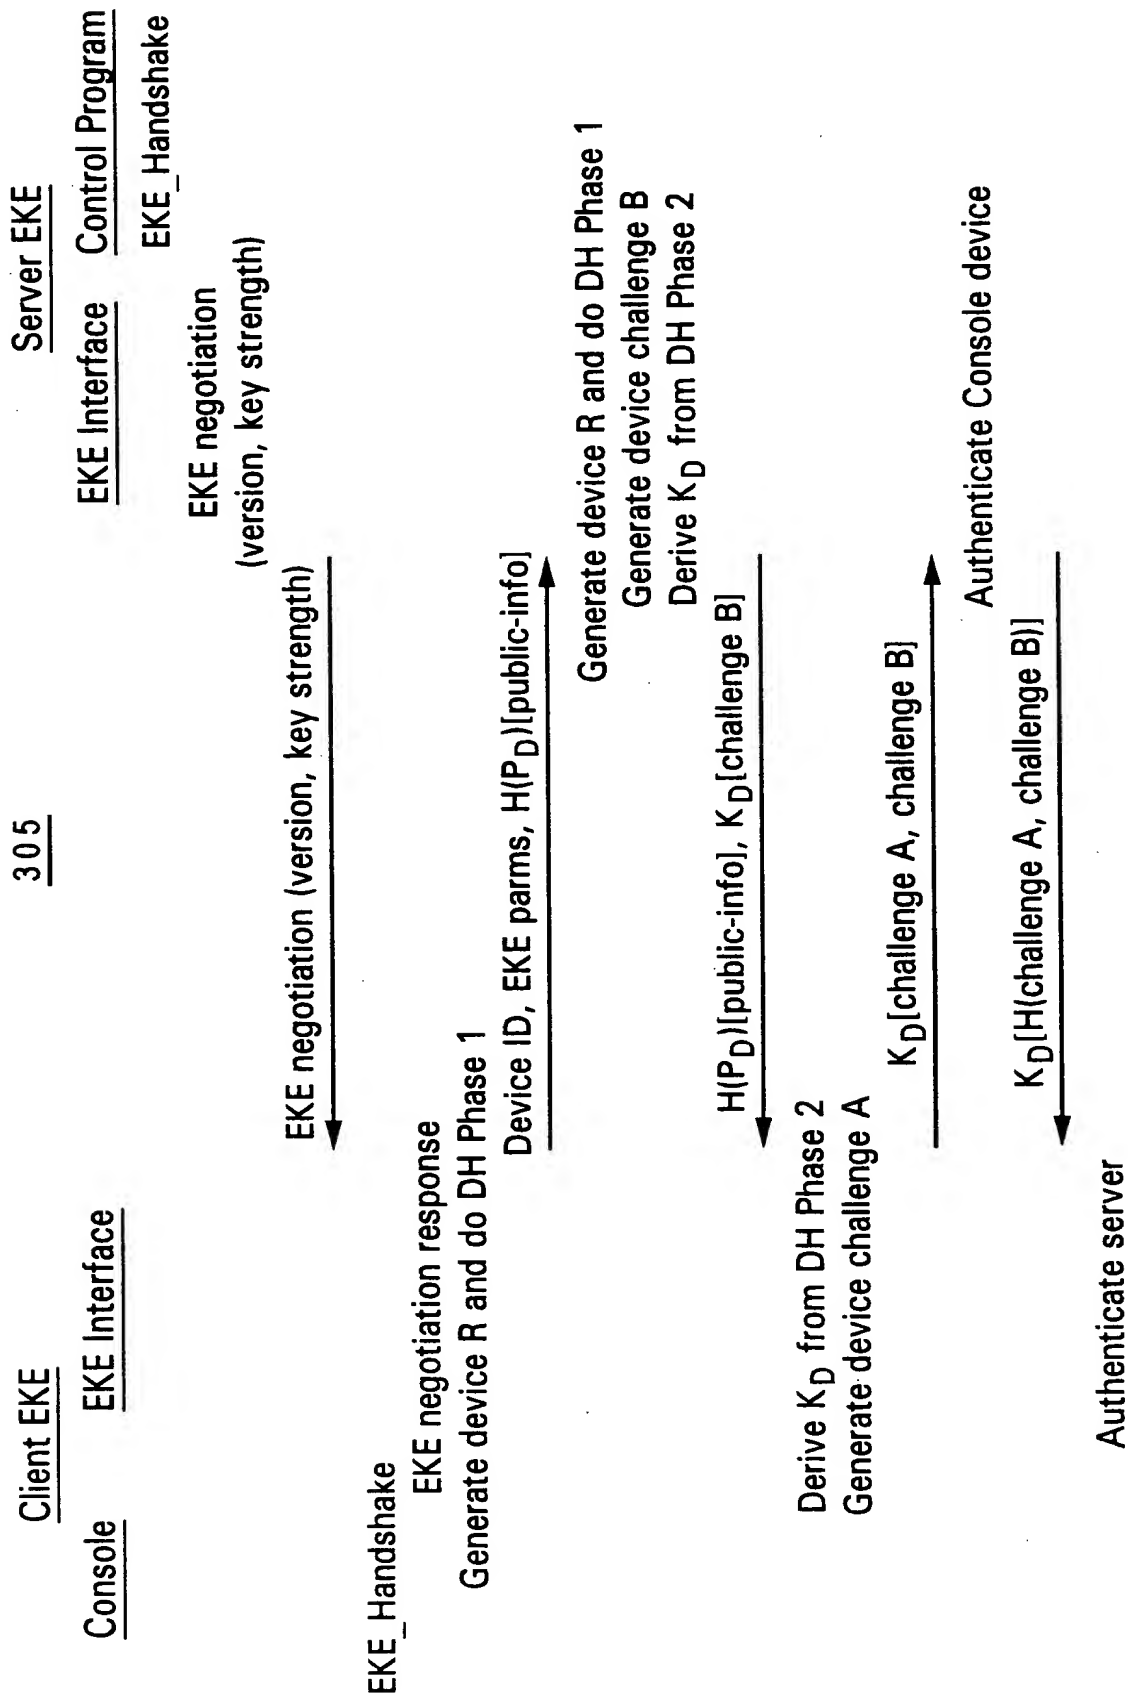 305
Client EKE
Server EKE
Console
EKE Interface
EKE Interface
Control Program
EKE_Handshake
EKE negotiation
(version, key strength)
EKE negotiation (version, key strength)
EKE_Handshake
EKE negotiation response
Generate device R and do DH Phase 1
Device ID, EKE parms, H(P_D)[public-info]
Generate device R and do DH Phase 1
Generate device challenge B
Derive K_D from DH Phase 2
H(P_D)[public-info], K_D[challenge B]
Derive K_D from DH Phase 2
Generate device challenge A
K_D[challenge A, challenge B]
Authenticate Console device
K_D[H(challenge A, challenge B)]
Authenticate server